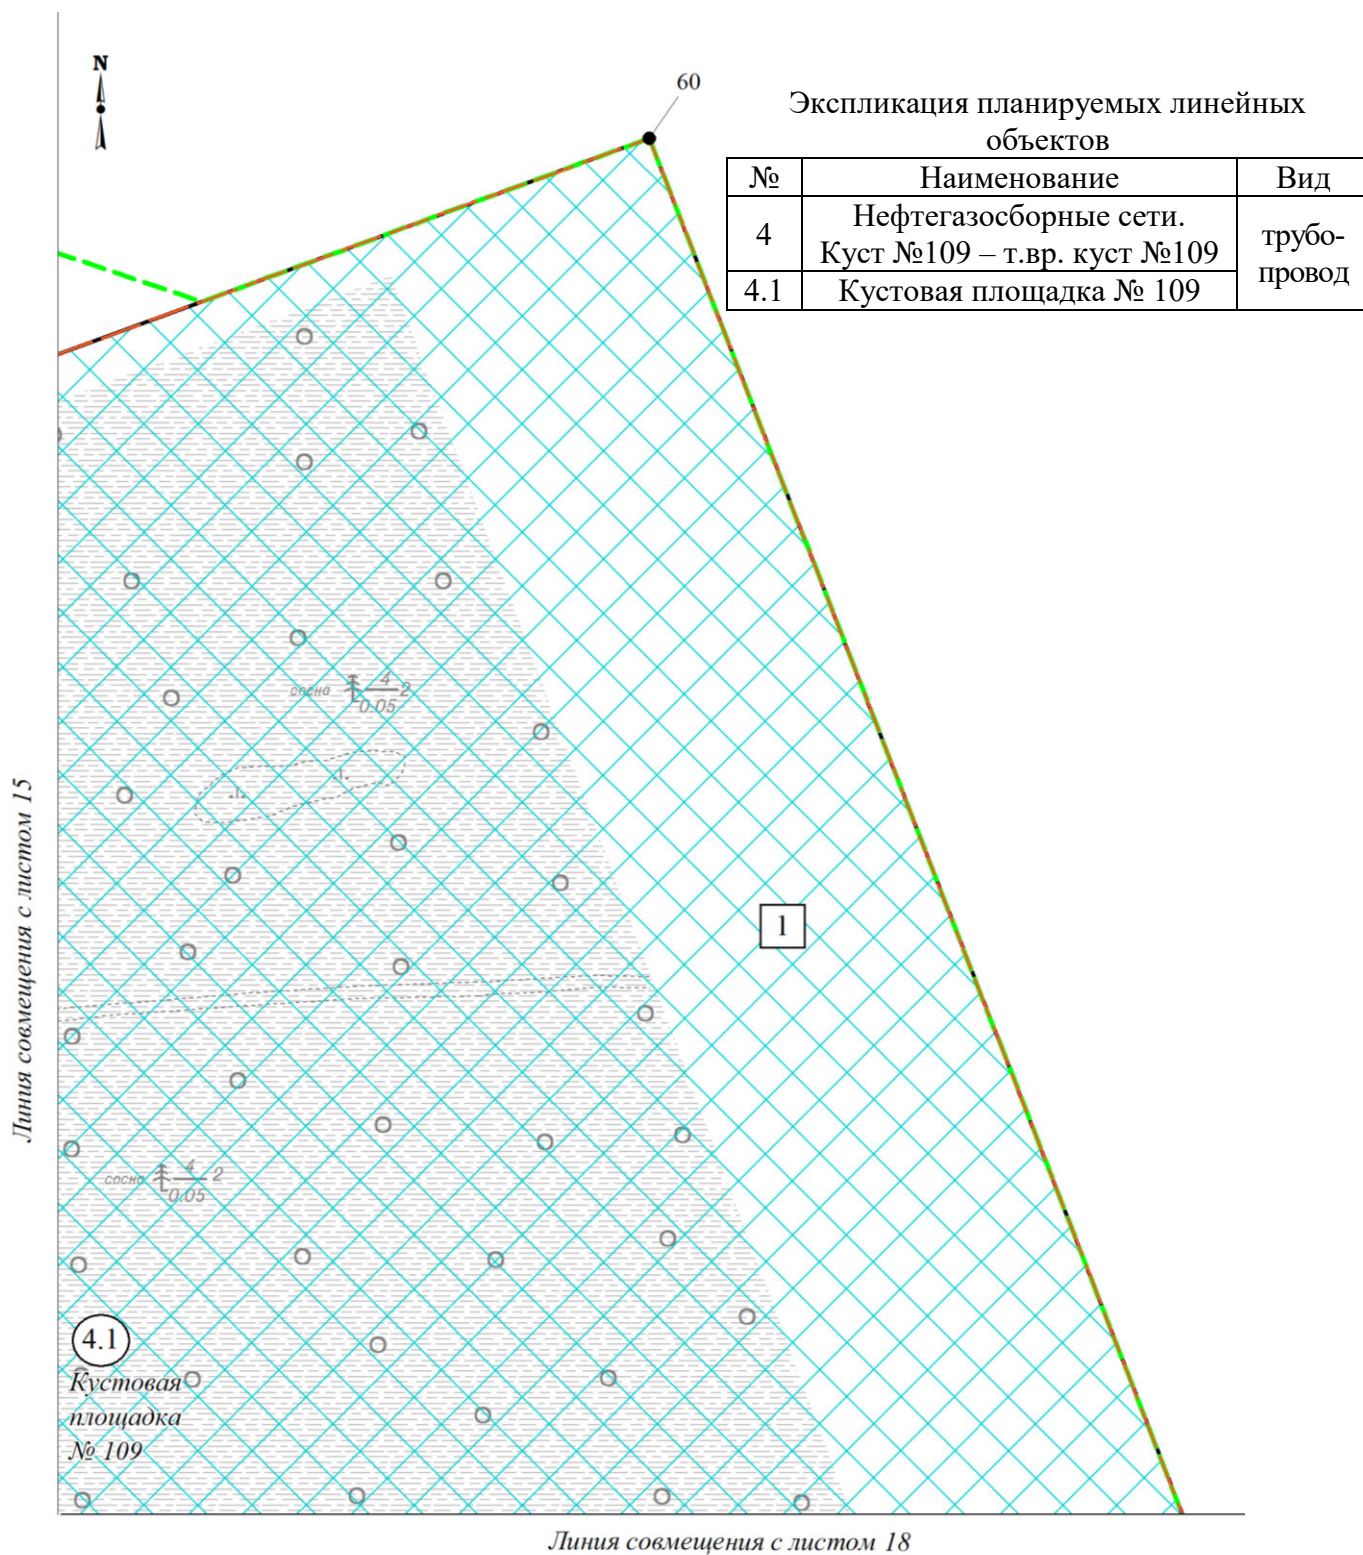 N
60
Экспликация планируемых линейных
объектов
№ Наименование Вид
4 Нефтегазосборные сети.
Куст №109 – т.вр. куст №109
трубо-
провод
4.1 Кустовая площадка № 109
сосна 4 2
0.05
Линия совмещения с листом 15
1
сосна 4 2
0.05
4.1
Кустовая
площадка
№ 109
Линия совмещения с листом 18